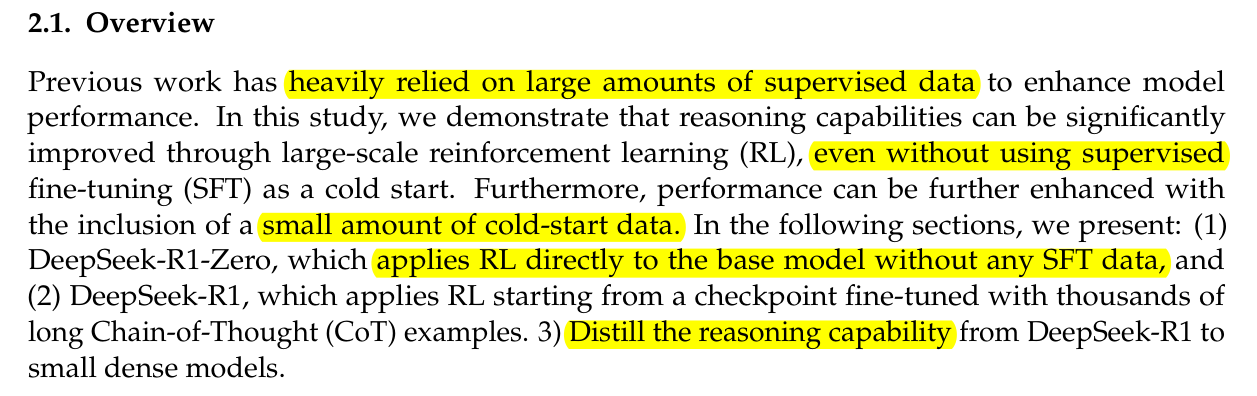 2.1. Overview
Previous work has heavily relied on large amounts of supervised data to enhance model
performance. In this study, we demonstrate that reasoning capabilities can be significantly
improved through large-scale reinforcement learning (RL), even without using supervised
fine-tuning (SFT) as a cold start. Furthermore, performance can be further enhanced with
the inclusion of a small amount of cold-start data. In the following sections, we present: (1)
DeepSeek-R1-Zero, which applies RL directly to the base model without any SFT data, and
(2) DeepSeek-R1, which applies RL starting from a checkpoint fine-tuned with thousands of
long Chain-of-Thought (CoT) examples. 3) Distill the reasoning capability from DeepSeek-R1 to
small dense models.